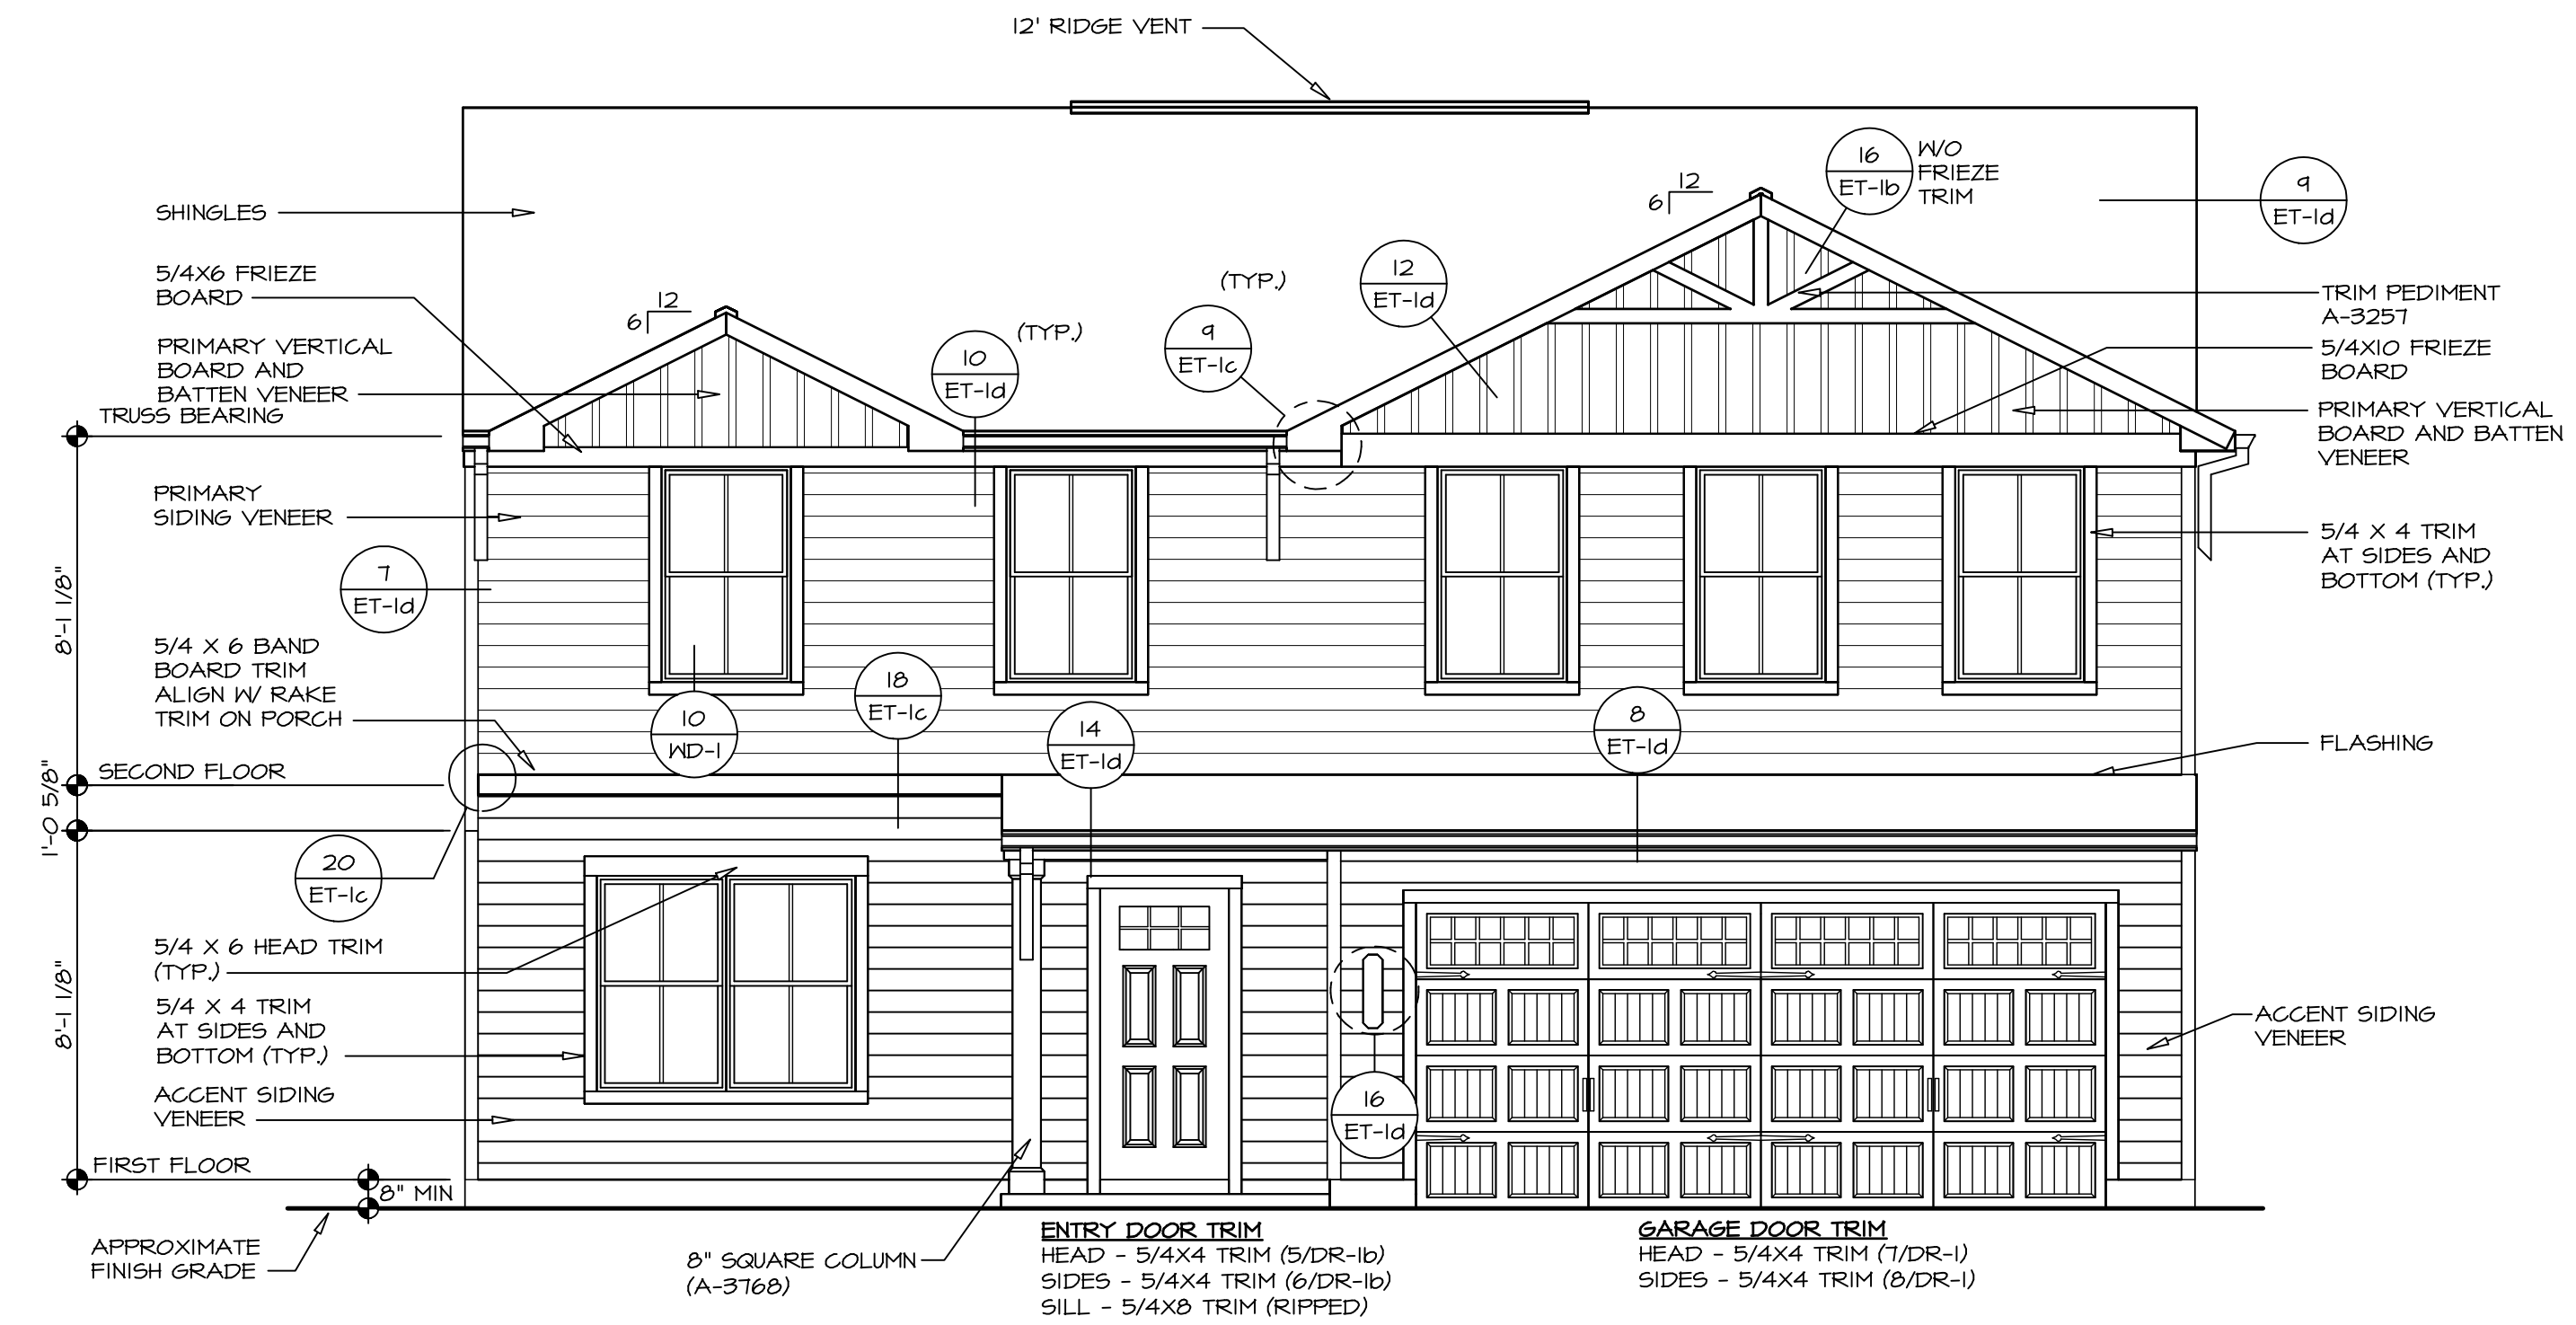 12' RIDGE VENT
16
ET-1b
W/O
FRIEZE
TRIM
12
6
9
ET-1d
SHINGLES
5/4X6 FRIEZE
BOARD
12
6
(TYP.)
12
ET-1d
9
ET-1c
(TYP.)
10
ET-1d
TRIM PEDIMENT
A-3257
5/4X10 FRIEZE
BOARD
PRIMARY VERTICAL
BOARD AND
BATTEN VENEER
TRUSS BEARING
PRIMARY VERTICAL
BOARD AND BATTEN
VENEER
PRIMARY
SIDING VENEER
5/4 X 4 TRIM
AT SIDES AND
BOTTOM (TYP.)
7
ET-1d
8'-1 1/8"
5/4 X 6 BAND
BOARD TRIM
ALIGN W/ RAKE
TRIM ON PORCH
18
ET-1c
10
WD-1
14
ET-1d
8
ET-1d
FLASHING
SECOND FLOOR
1'-0 5/8"
20
ET-1c
5/4 X 6 HEAD TRIM
(TYP.)
5/4 X 4 TRIM
AT SIDES AND
BOTTOM (TYP.)
8'-1 1/8"
ACCENT SIDING
VENEER
ACCENT SIDING
VENEER
16
ET-1d
FIRST FLOOR
8" MIN
APPROXIMATE
FINISH GRADE
8" SQUARE COLUMN
(A-3768)
ENTRY DOOR TRIM
HEAD - 5/4X4 TRIM (5/DR-1b)
SIDES - 5/4X4 TRIM (6/DR-1b)
SILL - 5/4X8 TRIM (RIPPED)
GARAGE DOOR TRIM
HEAD - 5/4X4 TRIM (7/DR-1)
SIDES - 5/4X4 TRIM (8/DR-1)